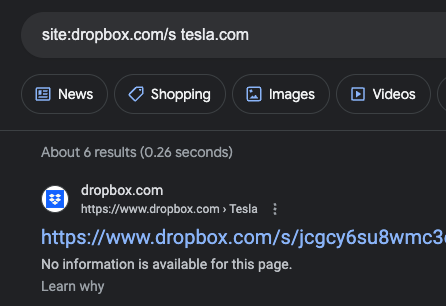 site:dropbox.com/s tesla.com
News Shopping Images Videos
About 6 results (0.26 seconds)
dropbox.com
https://www.dropbox.com › Tesla
https://www.dropbox.com/s/jcgcy6su8wmc3
No information is available for this page.
Learn why